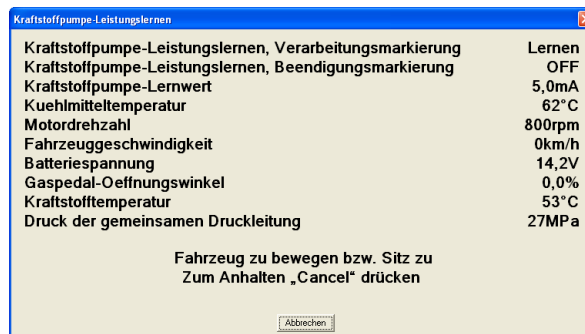 Kraftstoffpumpe-Leistungslernen
Kraftstoffpumpe-Leistungslernen, Verarbeitungsmarkierung Lernen
Kraftstoffpumpe-Leistungslernen, Beendigungsmarkierung OFF
Kraftstoffpumpe-Lernwert 5,0mA
Kuehlmitteltemperatur 62°C
Motordrehzahl 800rpm
Fahrzeuggeschwindigkeit 0km/h
Batteriespannung 14,2V
Gaspedal-Oeffnungswinkel 0,0%
Kraftstofftemperatur 53°C
Druck der gemeinsamen Druckleitung 27MPa
Fahrzeug zu bewegen bzw. Sitz zu
Zum Anhalten „Cancel“ drücken
Abbrechen